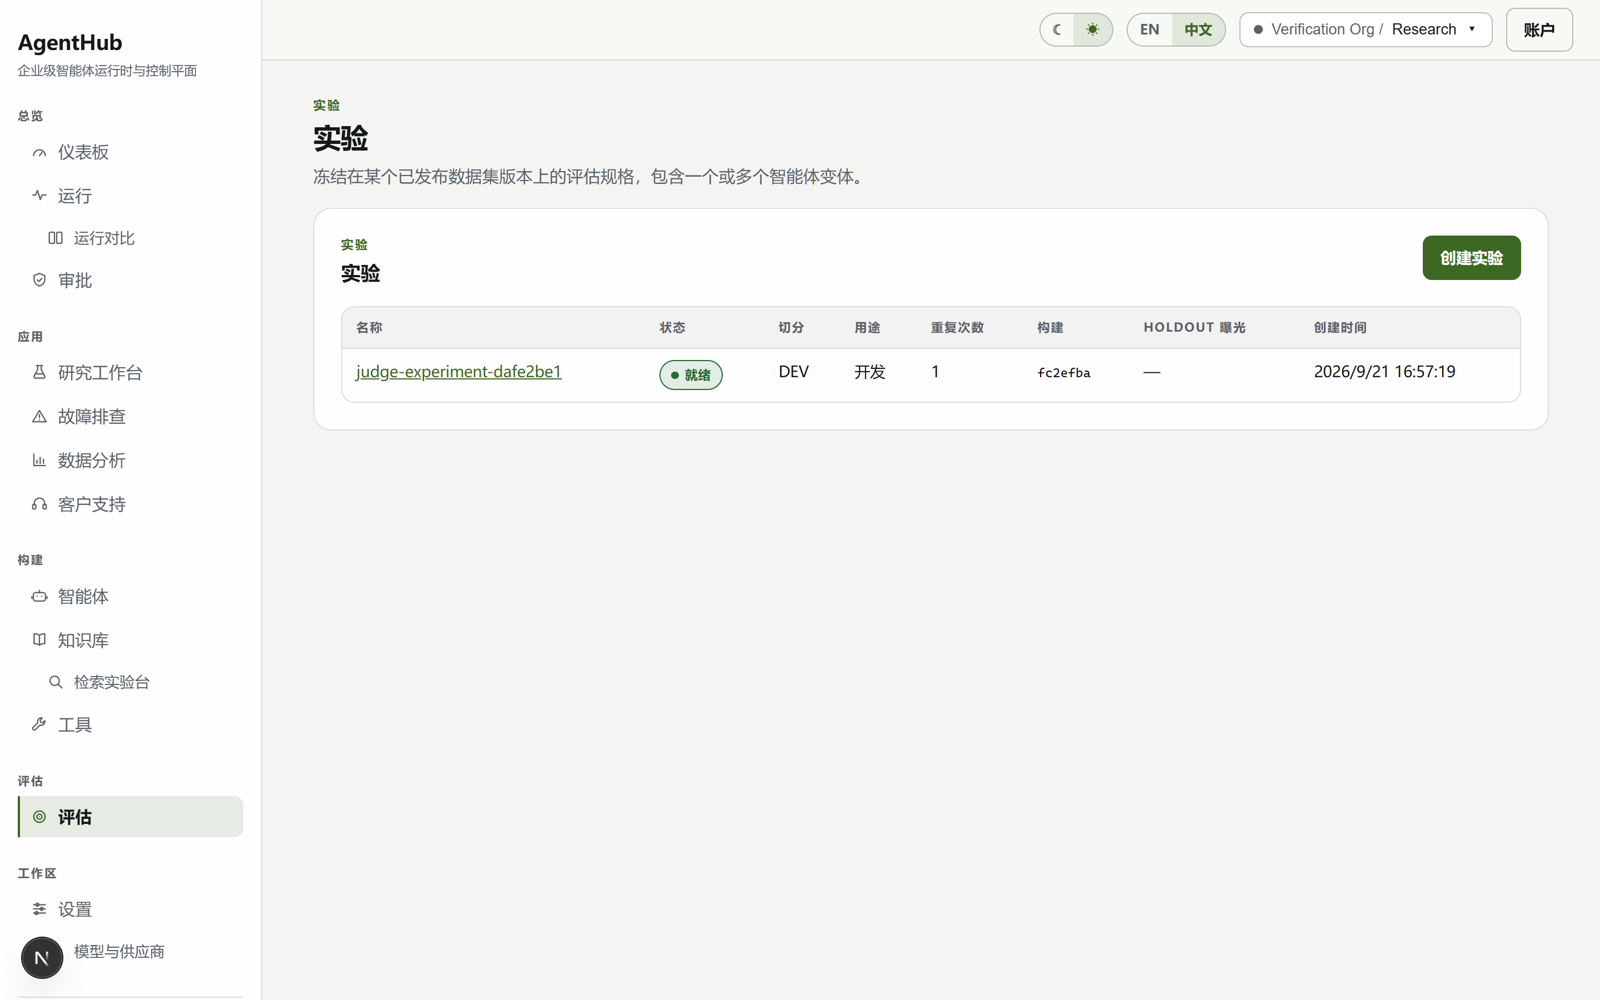 AgentHub
企业级智能体运行时与控制平面
总览
仪表板
运行
运行对比
审批
应用
研究工作台
故障排查
数据分析
客户支持
构建
智能体
知识库
检索实验台
工具
评估
评估
工作区
设置
模型与供应商
N
EN 中文
Verification Org / Research
账户
实验
实验
冻结在某个已发布数据集版本上的评估规格，包含一个或多个智能体变体。
实验
实验
创建实验
名称 状态 切分 用途 重复次数 构建 HOLDOUT 曝光 创建时间
judge-experiment-dafe2be1 就绪 DEV 开发 1 fc2efba — 2026/9/21 16:57:19